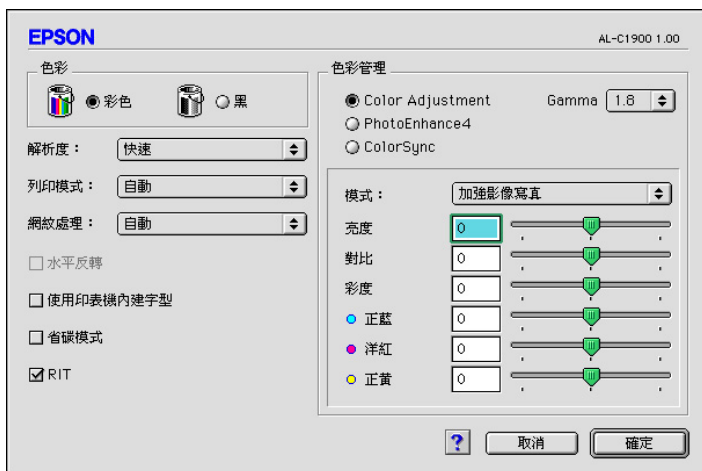 EPSON
AL-C1900 1.00
色彩
彩色
黑
解析度：
快速
列印模式：
自動
網紋處理：
自動
水平反轉
使用印表機內建字型
省碳模式
RIT
色彩管理
Color Adjustment
Gamma 1.8
PhotoEnhance4
ColorSync
模式：
加強影像寫真
亮度
0
對比
0
彩度
0
正藍
0
洋紅
0
正黃
0
?
取消
確定